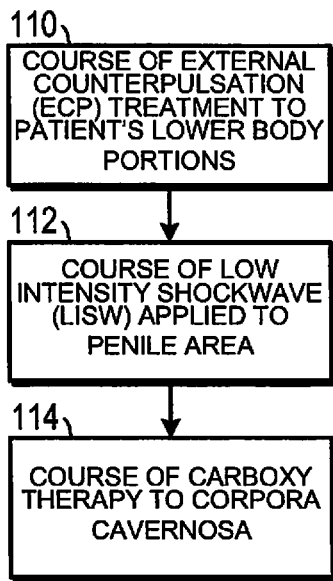 110
COURSE OF EXTERNAL
COUNTERPULSATION
(ECP) TREATMENT TO
PATIENT'S LOWER BODY
PORTIONS
112
COURSE OF LOW
INTENSITY SHOCKWAVE
(LISW) APPLIED TO
PENILE AREA
114
COURSE OF CARBOXY
THERAPY TO CORPORA
CAVERNOSA